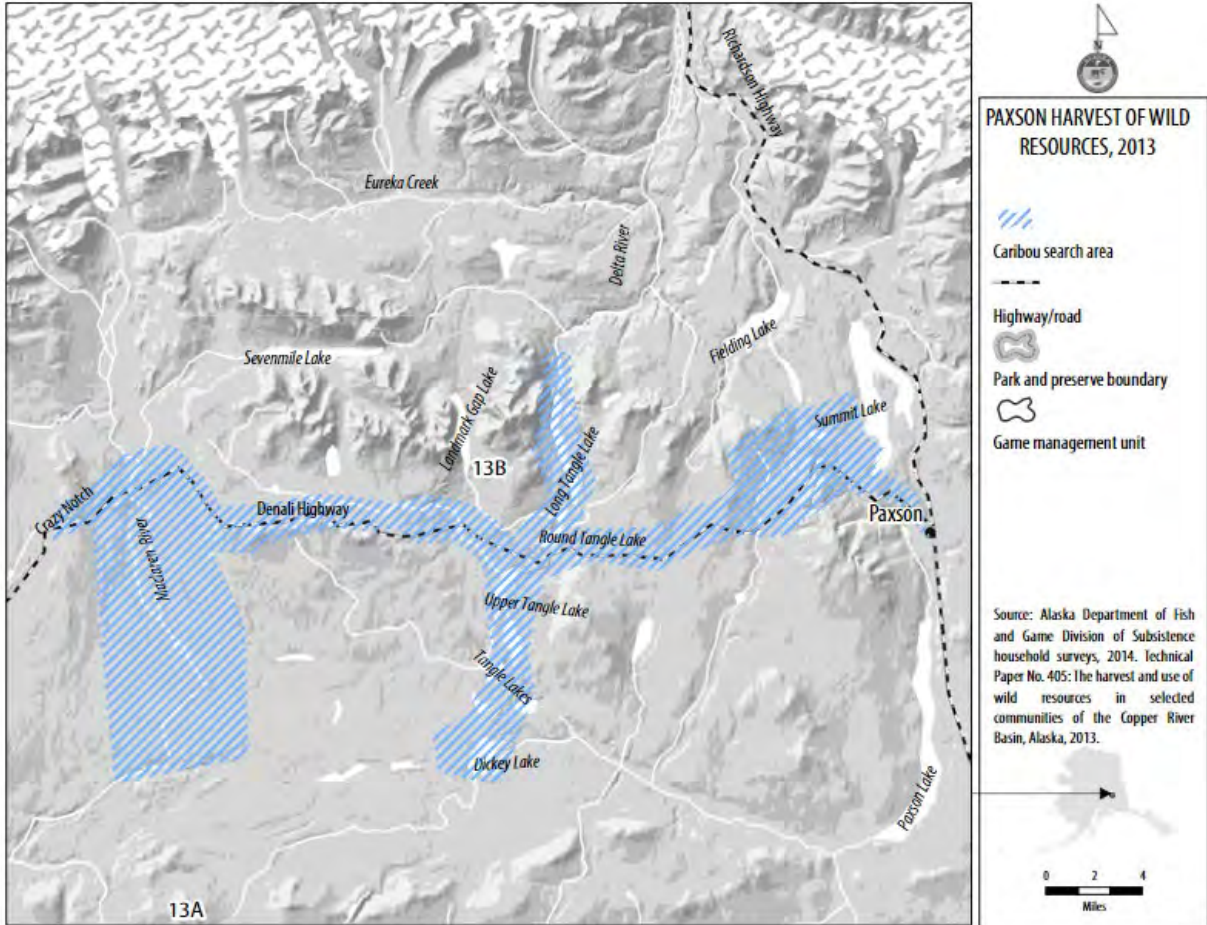 Richardson Highway
Eureka Creek
Delta River
Sevenmile Lake
Landmark Gap Lake
Fielding Lake
13B
Long Tangle Lake
Summit Lake
Crazy Notch
Denali Highway
Maclaren River
Round Tangle Lake
Paxson
Upper Tangle Lake
Tangle Lakes
Dickey Lake
Paxson Lake
13A
N
PAXSON HARVEST OF WILD
RESOURCES, 2013
Caribou search area
Highway/road
Park and preserve boundary
Game management unit
Source: Alaska Department of Fish
and Game Division of Subsistence
household surveys, 2014. Technical
Paper No. 405: The harvest and use of
wild resources in selected
communities of the Copper River
Basin, Alaska, 2013.
0 2 4
Miles